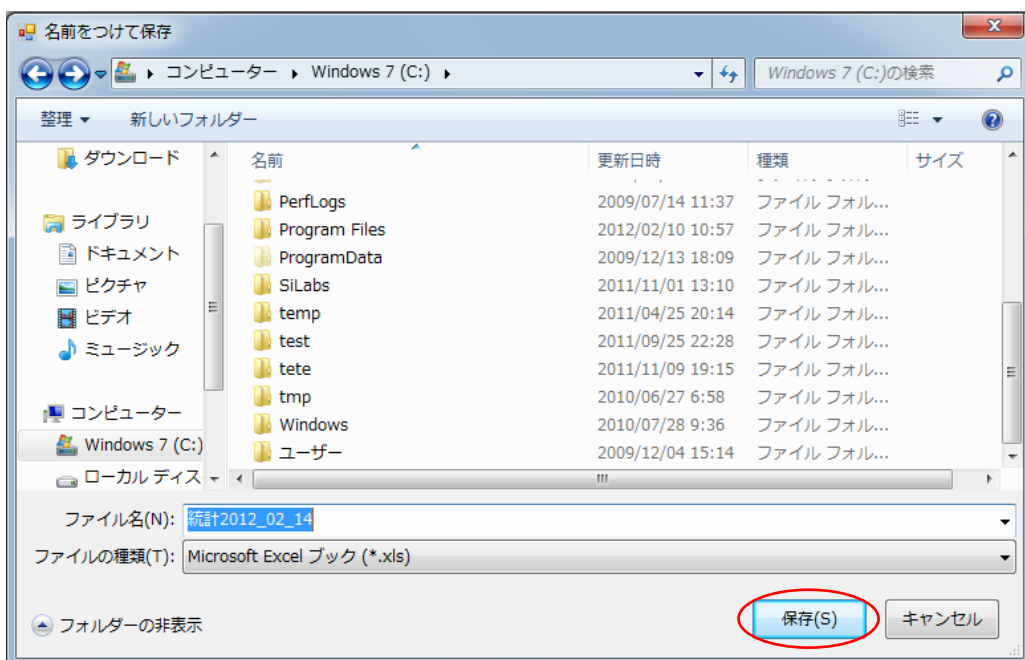 名前をつけて保存
コンピューター ▸ Windows 7 (C:) ▸
Windows 7 (C:)の検索
整理 ▼ 新しいフォルダー
ダウンロード
ライブラリ
ドキュメント
ピクチャ
ビデオ
ミュージック
コンピューター
Windows 7 (C:)
ローカル ディス
名前 更新日時 種類 サイズ
PerfLogs 2009/07/14 11:37 ファイル フォル...
Program Files 2012/02/10 10:57 ファイル フォル...
ProgramData 2009/12/13 18:09 ファイル フォル...
SiLabs 2011/11/01 13:10 ファイル フォル...
temp 2011/04/25 20:14 ファイル フォル...
test 2011/09/25 22:28 ファイル フォル...
tete 2011/11/09 19:15 ファイル フォル...
tmp 2010/06/27 6:58 ファイル フォル...
Windows 2010/07/28 9:36 ファイル フォル...
ユーザー 2009/12/04 15:14 ファイル フォル...
ファイル名(N): 統計2012_02_14
ファイルの種類(T): Microsoft Excel ブック (*.xls)
フォルダーの非表示
保存(S) キャンセル